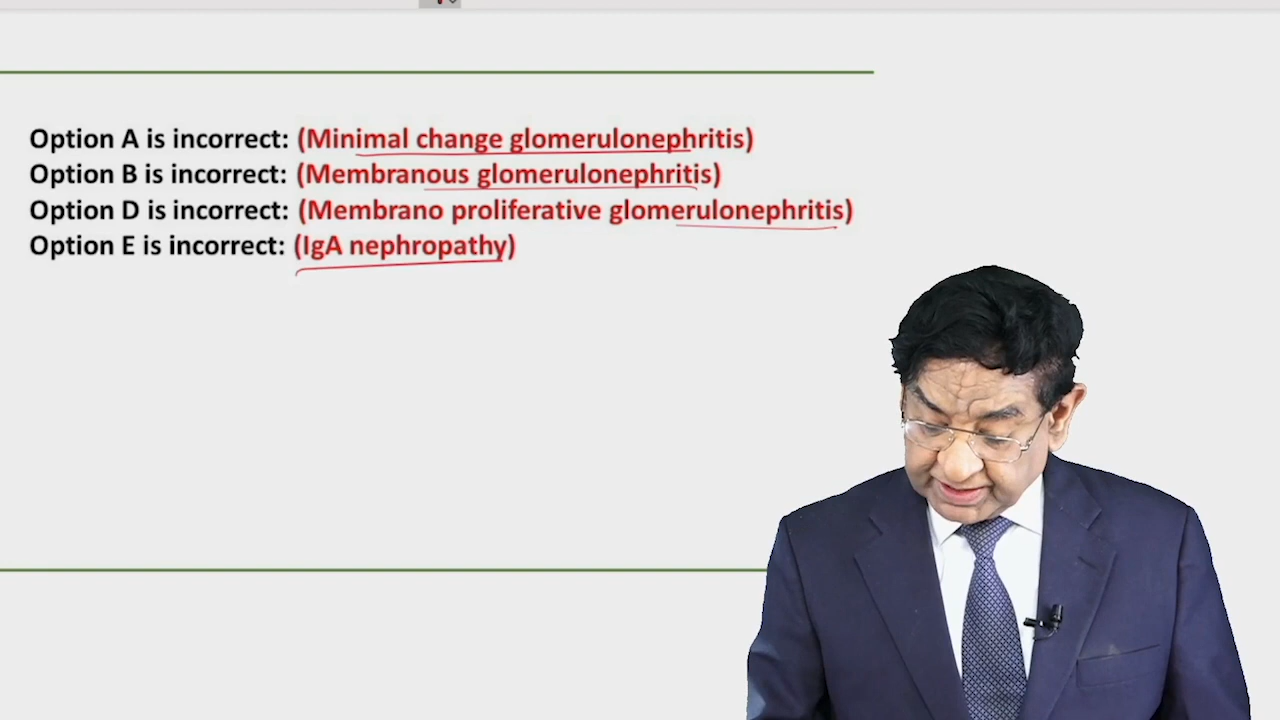 Option A is incorrect: (Minimal change glomerulonephritis)
Option B is incorrect: (Membranous glomerulonephritis)
Option D is incorrect: (Membrano proliferative glomerulonephritis)
Option E is incorrect: (IgA nephropathy)